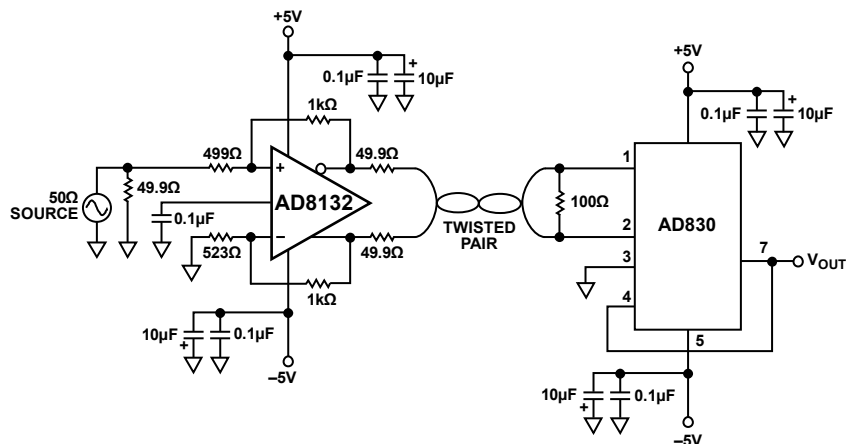 +5V
0.1µF
+
10µF
1kΩ
499Ω
49.9Ω
50Ω
SOURCE
49.9Ω
0.1µF
+
AD8132
−
523Ω
49.9Ω
1kΩ
10µF
+
0.1µF
–5V
TWISTED
PAIR
100Ω
+5V
0.1µF
+
10µF
1
2
3
4
AD830
7
VOUT
5
10µF
+
0.1µF
–5V